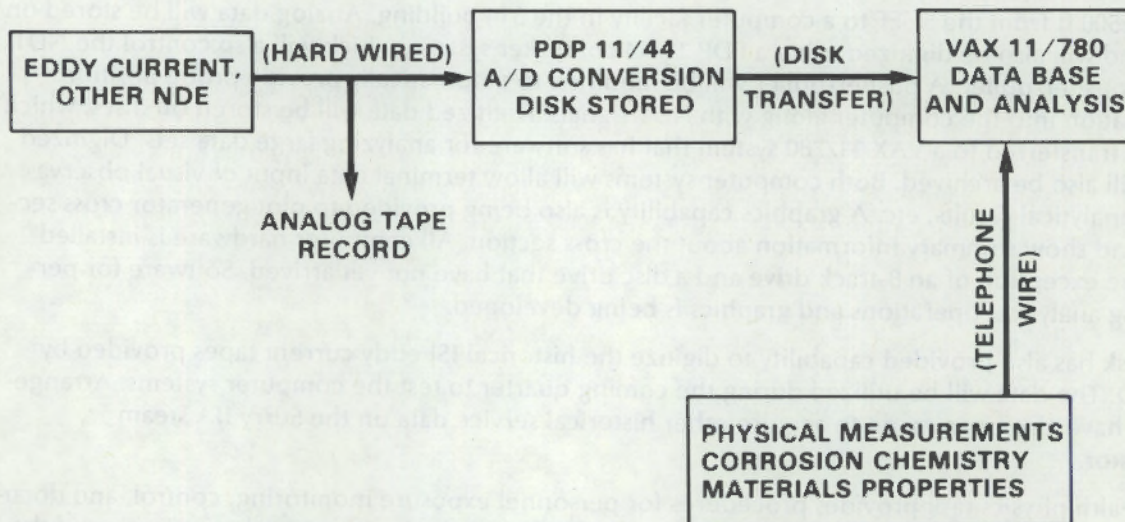 EDDY CURRENT,
OTHER NDE
(HARD WIRED)
ANALOG TAPE
RECORD
PDP 11/44
A/D CONVERSION
DISK STORED
(DISK
TRANSFER)
VAX 11/780
DATA BASE
AND ANALYSIS
(TELEPHONE
WIRE)
PHYSICAL MEASUREMENTS
CORROSION CHEMISTRY
MATERIALS PROPERTIES